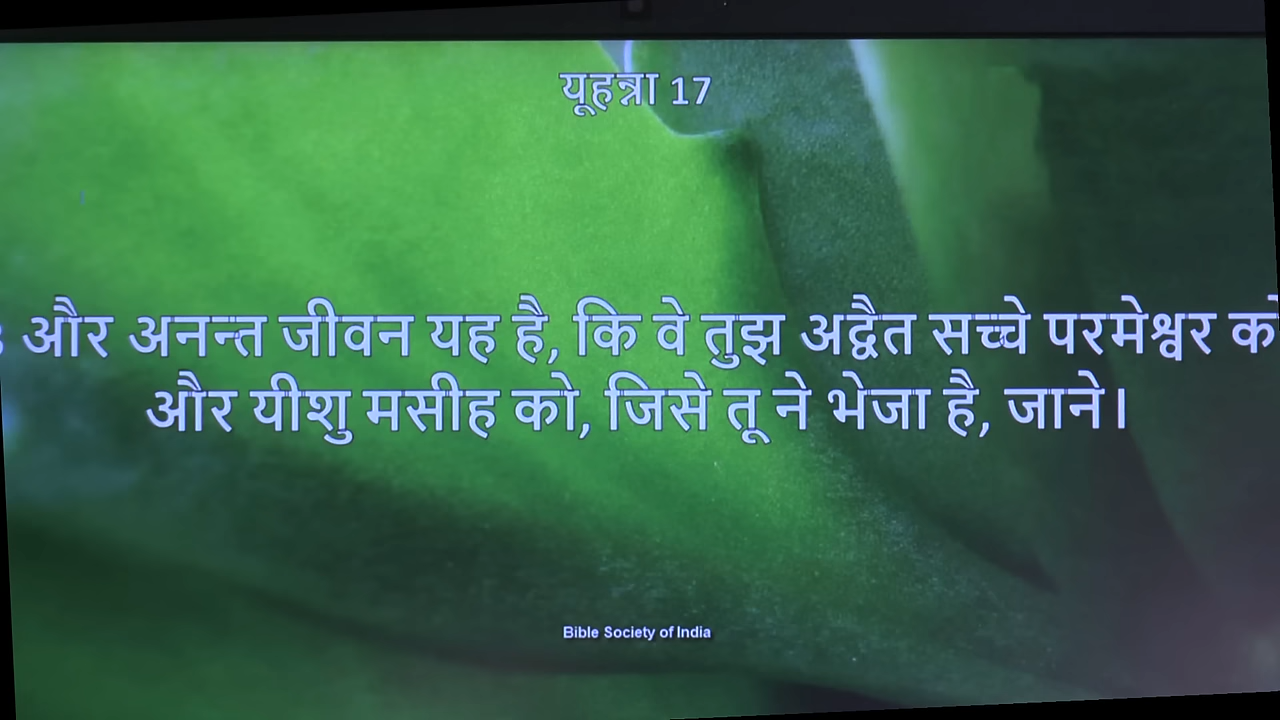 यूहन्ना 17
और अनन्त जीवन यह है, कि वे तुझ अद्वैत सच्चे परमेश्वर को
और यीशु मसीह को, जिसे तू ने भेजा है, जाने।
Bible Society of India